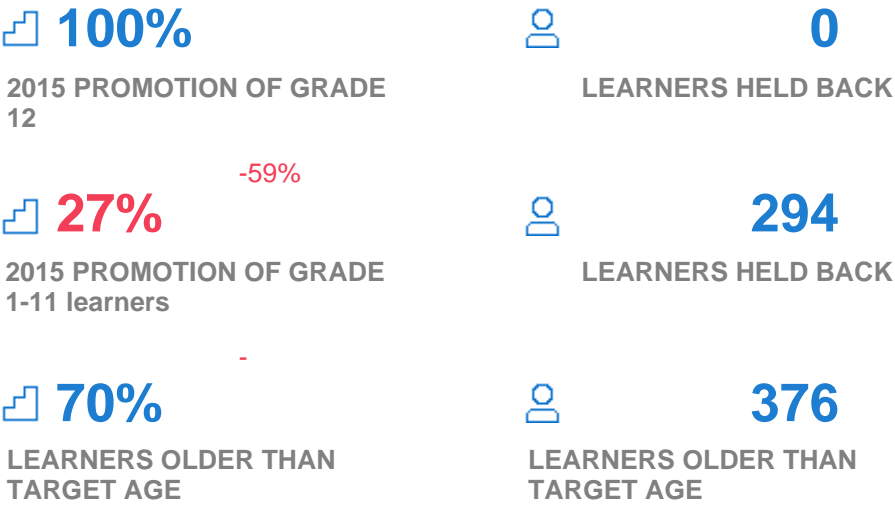 100%
0
2015 PROMOTION OF GRADE
12
LEARNERS HELD BACK
-59%
27%
294
2015 PROMOTION OF GRADE
1-11 learners
LEARNERS HELD BACK
-
70%
376
LEARNERS OLDER THAN
TARGET AGE
LEARNERS OLDER THAN
TARGET AGE